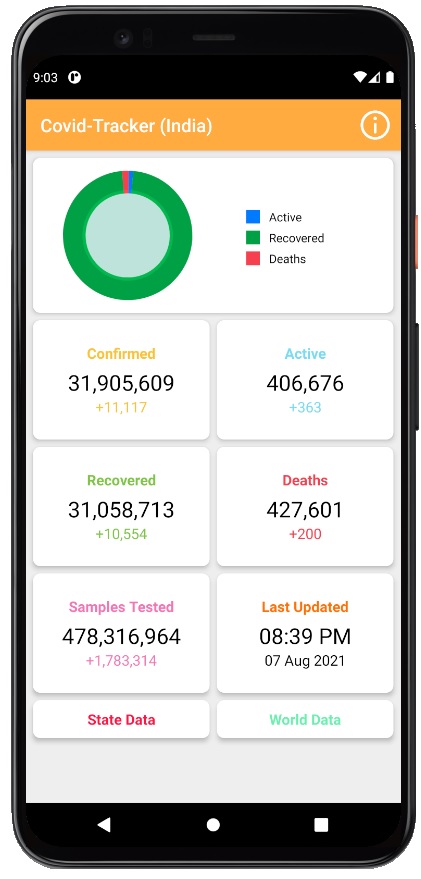 9:03
Covid-Tracker (India)
Active
Recovered
Deaths
Confirmed
31,905,609
+11,117
Active
406,676
+363
Recovered
31,058,713
+10,554
Deaths
427,601
+200
Samples Tested
478,316,964
+1,783,314
Last Updated
08:39 PM
07 Aug 2021
State Data
World Data